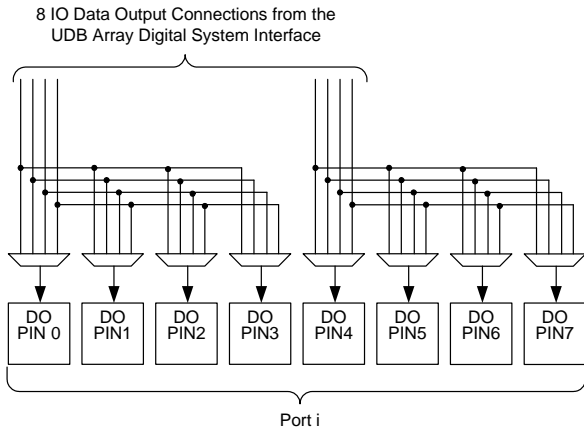 8 IO Data Output Connections from the
UDB Array Digital System Interface
DO
PIN 0
DO
PIN1
DO
PIN2
DO
PIN3
DO
PIN4
DO
PIN5
DO
PIN6
DO
PIN7
Port i